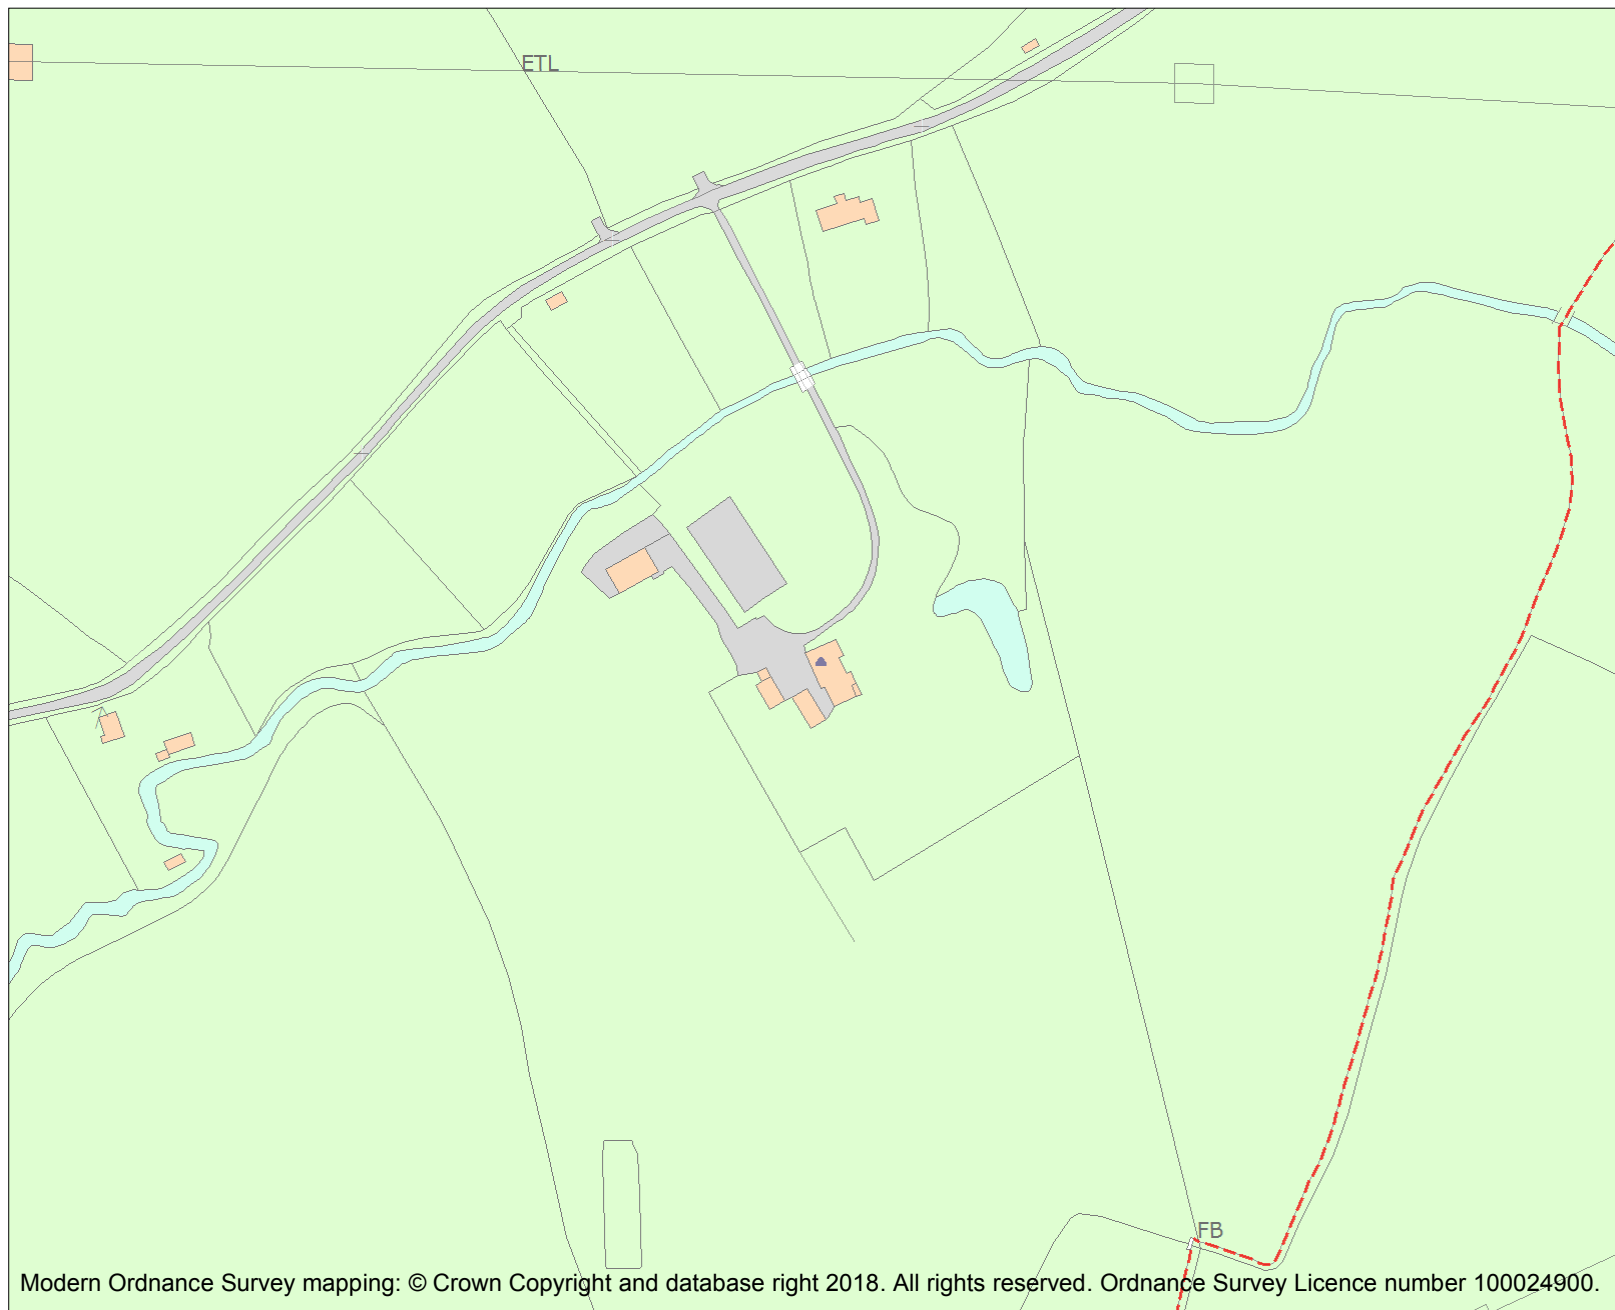 ETL
FB
Modern Ordnance Survey mapping: © Crown Copyright and database right 2018. All rights reserved. Ordnance Survey Licence number 100024900.